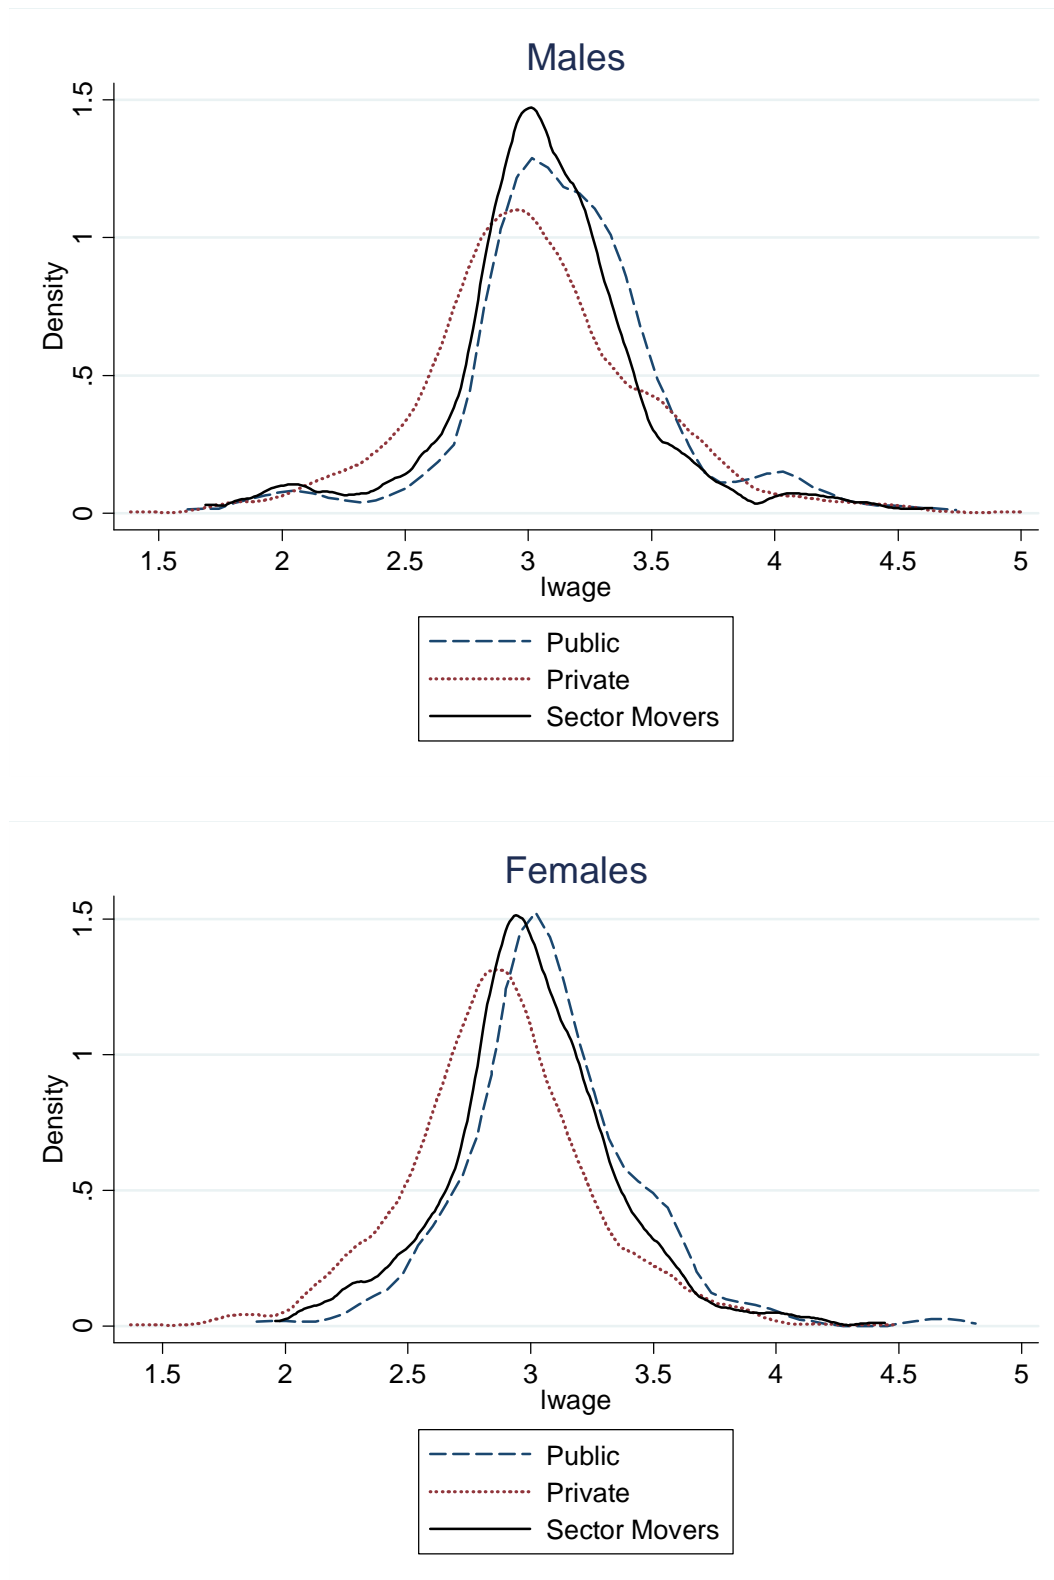 Males
Density
1.5
1
.5
0
1.5 2 2.5 3 3.5 4 4.5 5
lwage
Public
Private
Sector Movers
Females
Density
1.5
1
.5
0
1.5 2 2.5 3 3.5 4 4.5 5
lwage
Public
Private
Sector Movers